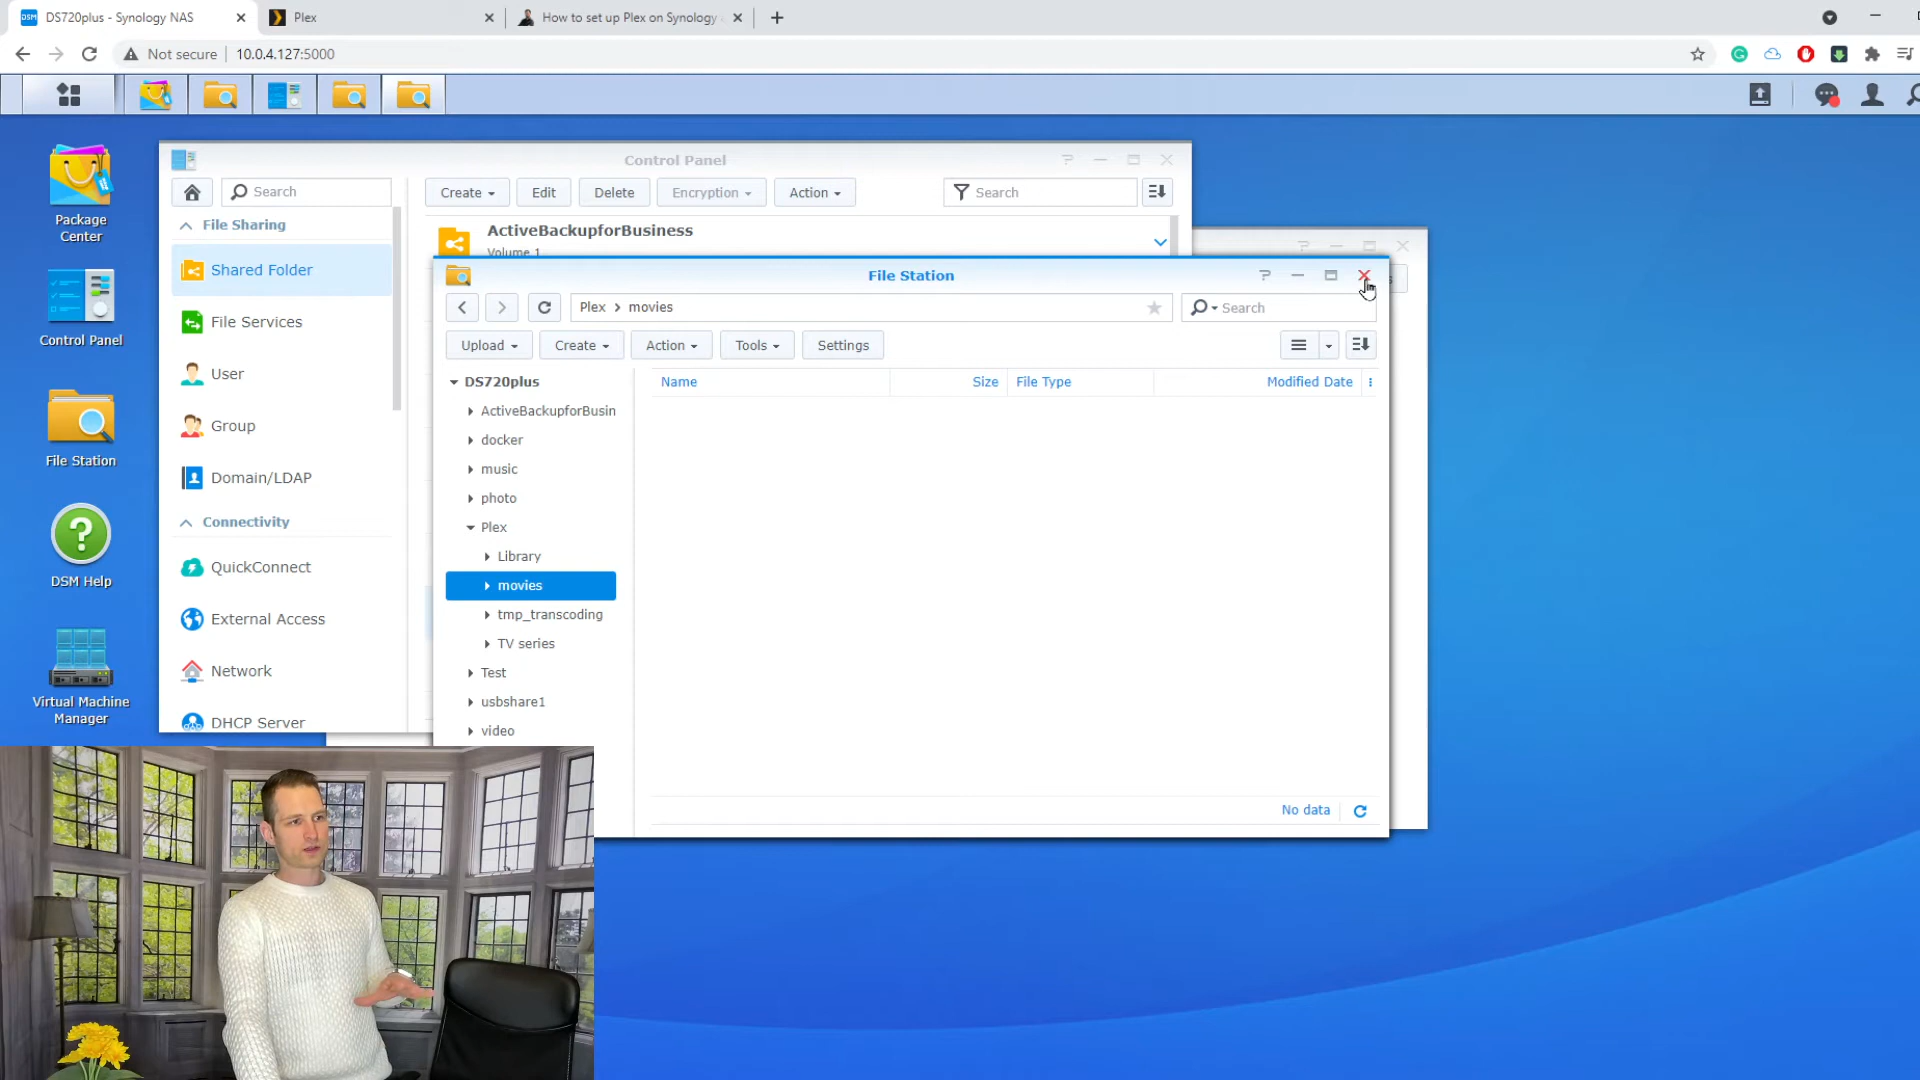 DS720plus - Synology NAS
Plex
How to set up Plex on Synology
Not secure
10.0.4.127:5000
Package
Center
Control Panel
File Station
DSM Help
Virtual Machine
Manager
Control Panel
Search
Create
Edit
Delete
Encryption
Action
Search
File Sharing
Shared Folder
File Services
User
Group
Domain/LDAP
Connectivity
QuickConnect
External Access
Network
DHCP Server
ActiveBackupforBusiness
Volume 1
File Station
Plex
movies
Search
Upload
Create
Action
Tools
Settings
DS720plus
ActiveBackupforBusin
docker
music
photo
Plex
Library
movies
tmp_transcoding
TV series
Test
usbshare1
video
Name
Size
File Type
Modified Date
No data